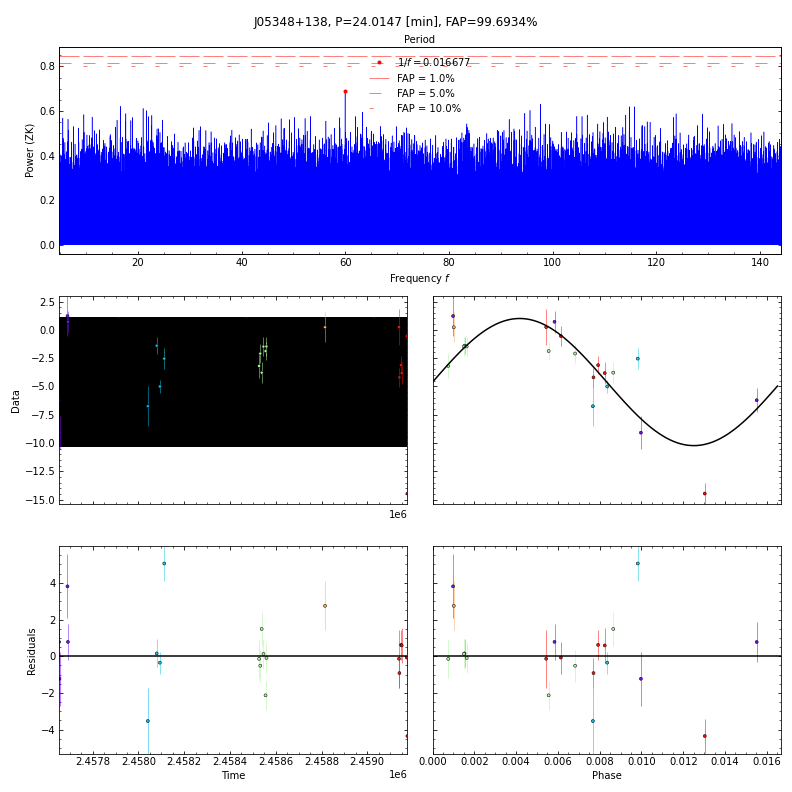 J05348+138, P=24.0147 [min], FAP=99.6934%
Period
Power (ZK)
0.8
0.6
0.4
0.2
0.0
1/f = 0.016677
FAP = 1.0%
FAP = 5.0%
FAP = 10.0%
20 40 60 80 100 120 140
Frequency f
Data
2.5
0.0
−2.5
−5.0
−7.5
−10.0
−12.5
−15.0
1e6
Residuals
4
2
0
−2
−4
2.4578 2.4580 2.4582 2.4584 2.4586 2.4588 2.4590
1e6
Time
0.000 0.002 0.004 0.006 0.008 0.010 0.012 0.014 0.016
Phase